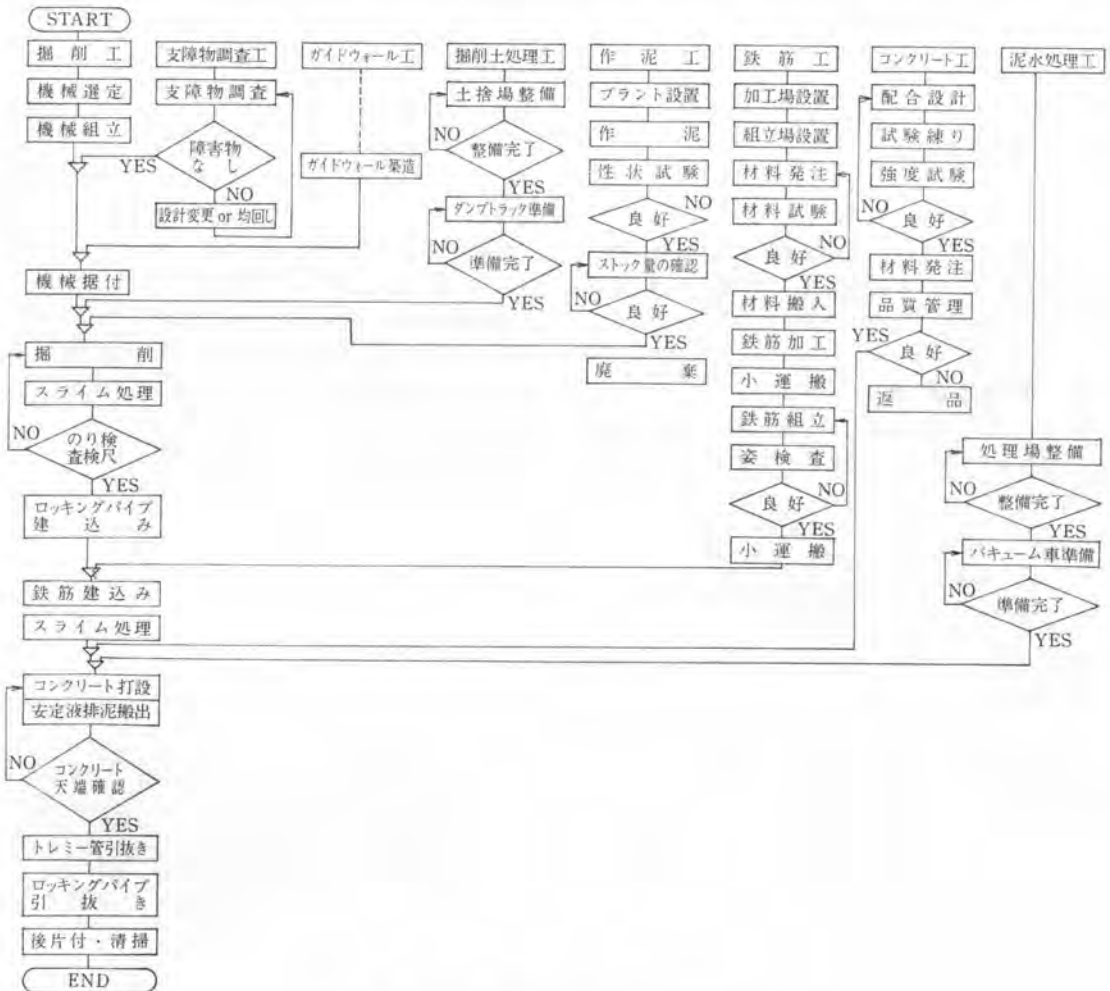 START
掘削工
機械選定
機械組立
支障物調査工
支障物調査
障害物
なし
YES
NO
設計変更 or 均回し
ガイドウォール工
ガイドウォール築造
機械据付
掘削土処理工
土捨場整備
NO
整備完了
YES
ダンプトラック準備
NO
準備完了
YES
作泥工
プラント設置
作泥
性状試験
NO
良好
YES
ストック量の確認
NO
良好
YES
廃棄
鉄筋工
加工場設置
組立場設置
材料発注
材料試験
良好
NO
YES
材料搬入
鉄筋加工
小運搬
鉄筋組立
姿検査
良好
NO
YES
小運搬
コンクリート工
配合設計
試験練り
強度試験
NO
良好
YES
材料発注
品質管理
YES
良好
NO
返品
泥水処理工
処理場整備
NO
整備完了
YES
バキューム車準備
NO
準備完了
YES
掘削
スライム処理
NO
のり検
査検尺
YES
ロッキングパイプ
建込み
鉄筋建込み
スライム処理
コンクリート打設
安定液排泥搬出
NO
コンクリート
天端確認
YES
トレミー管引抜き
ロッキングパイプ
引抜き
後片付・清掃
END